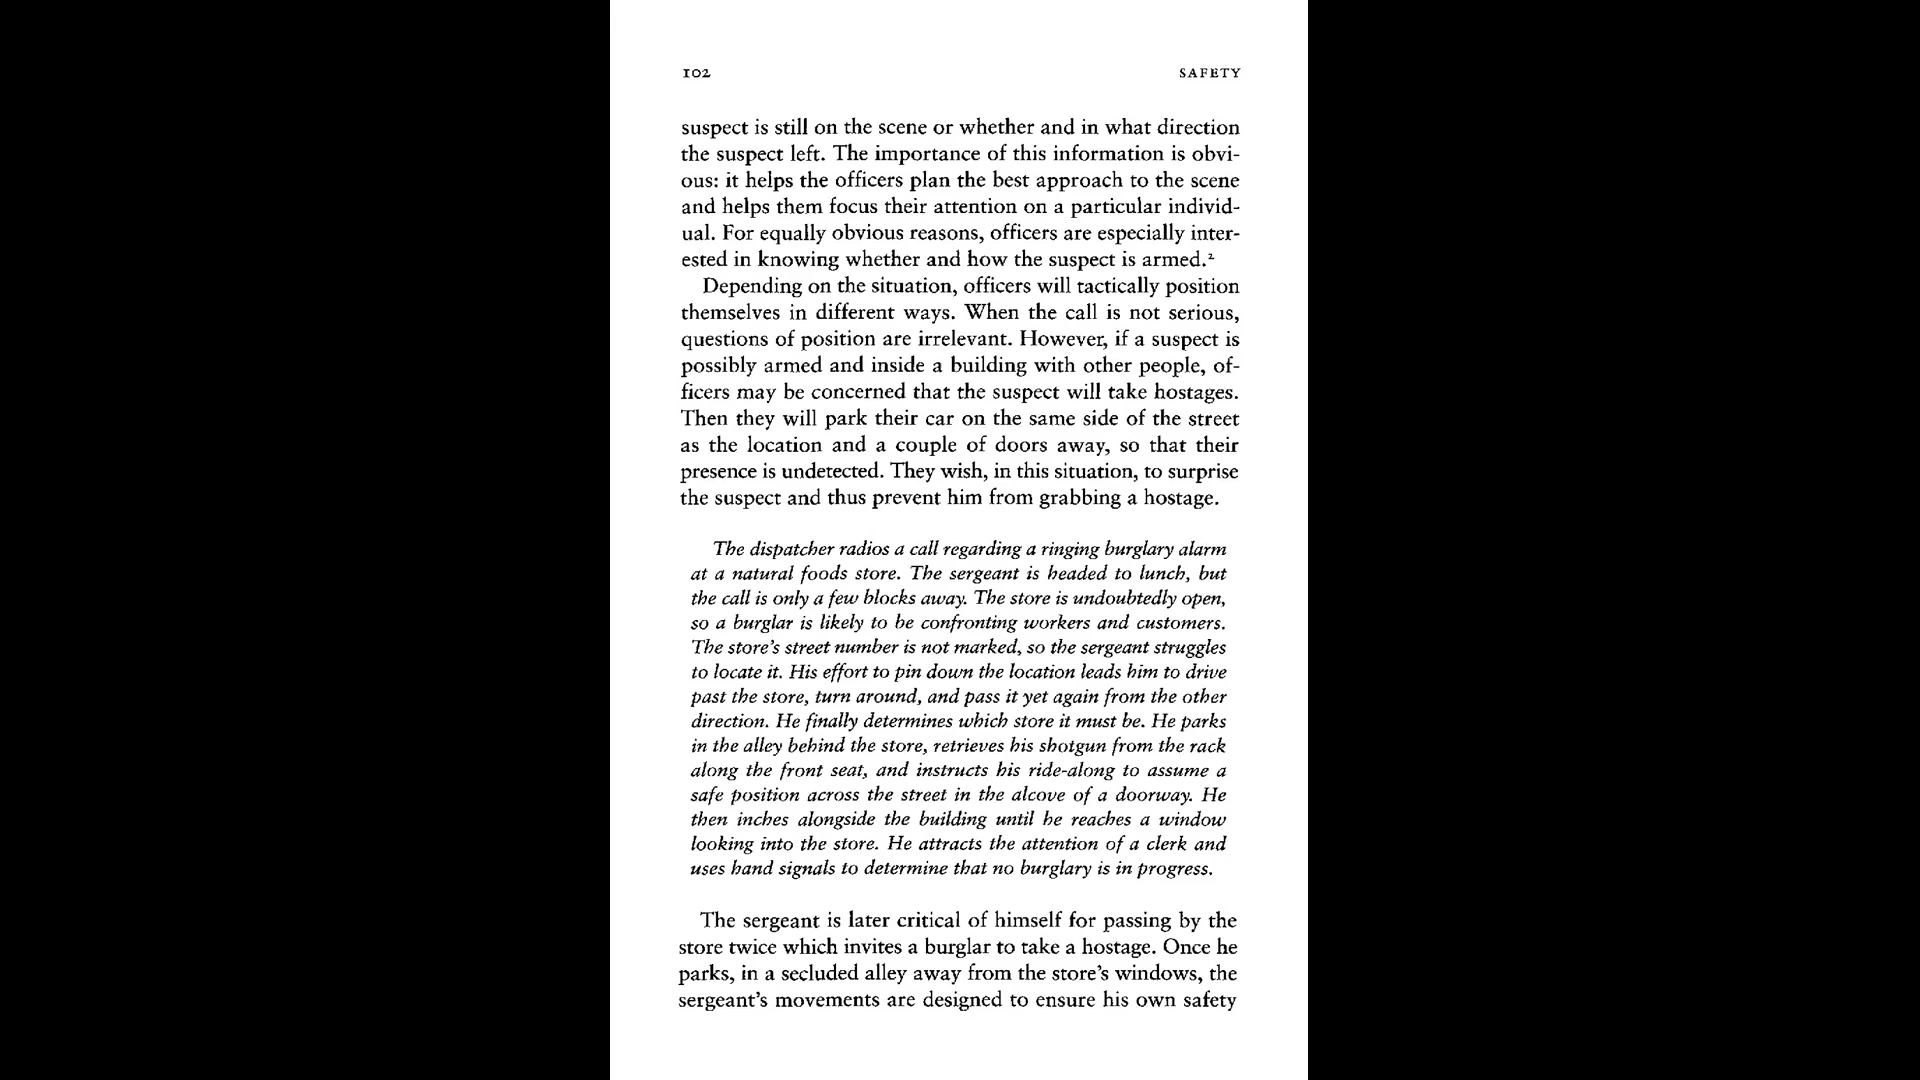 102 SAFETY
suspect is still on the scene or whether and in what direction
the suspect left. The importance of this information is obvi-
ous: it helps the officers plan the best approach to the scene
and helps them focus their attention on a particular individ-
ual. For equally obvious reasons, officers are especially inter-
ested in knowing whether and how the suspect is armed.²
Depending on the situation, officers will tactically position
themselves in different ways. When the call is not serious,
questions of position are irrelevant. However, if a suspect is
possibly armed and inside a building with other people, of-
ficers may be concerned that the suspect will take hostages.
Then they will park their car on the same side of the street
as the location and a couple of doors away, so that their
presence is undetected. They wish, in this situation, to surprise
the suspect and thus prevent him from grabbing a hostage.
The dispatcher radios a call regarding a ringing burglary alarm
at a natural foods store. The sergeant is headed to lunch, but
the call is only a few blocks away. The store is undoubtedly open,
so a burglar is likely to be confronting workers and customers.
The store's street number is not marked, so the sergeant struggles
to locate it. His effort to pin down the location leads him to drive
past the store, turn around, and pass it yet again from the other
direction. He finally determines which store it must be. He parks
in the alley behind the store, retrieves his shotgun from the rack
along the front seat, and instructs his ride-along to assume a
safe position across the street in the alcove of a doorway. He
then inches alongside the building until he reaches a window
looking into the store. He attracts the attention of a clerk and
uses hand signals to determine that no burglary is in progress.
The sergeant is later critical of himself for passing by the
store twice which invites a burglar to take a hostage. Once he
parks, in a secluded alley away from the store's windows, the
sergeant's movements are designed to ensure his own safety